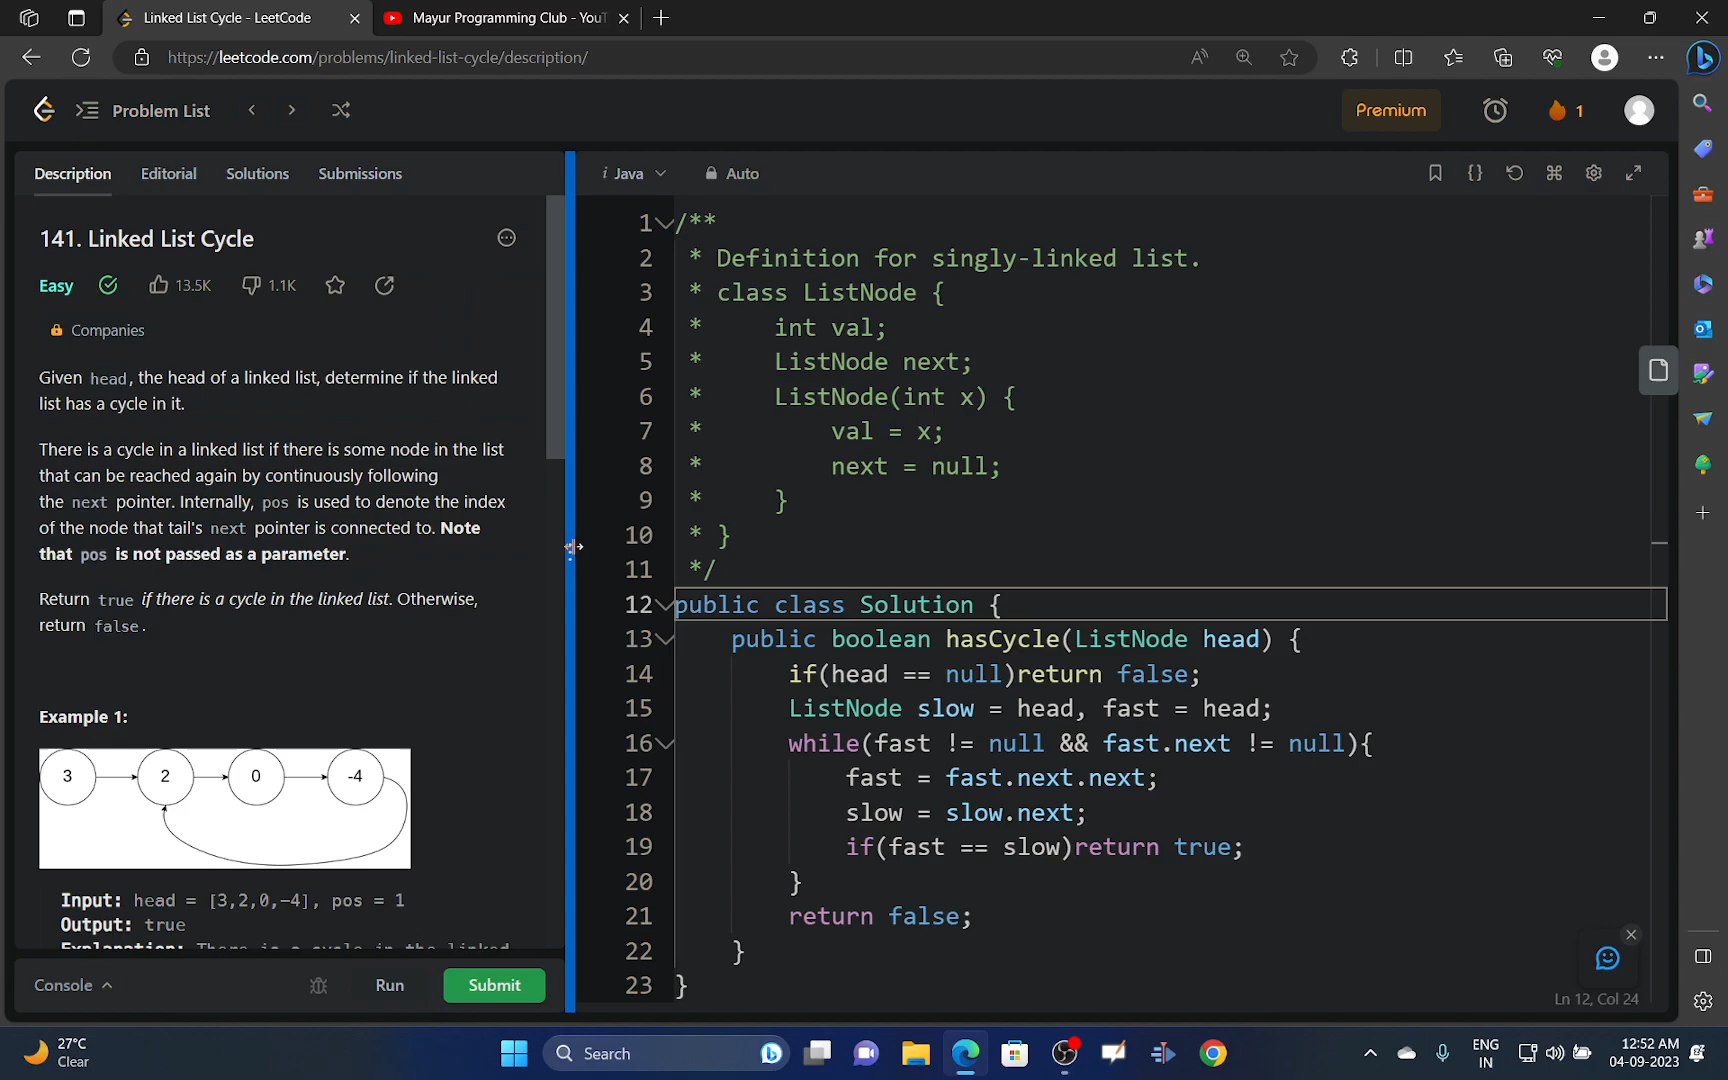 Linked List Cycle - LeetCode
Mayur Programming Club - YouT
https://leetcode.com/problems/linked-list-cycle/description/
Problem List
Premium
1
Description Editorial Solutions Submissions
141. Linked List Cycle
Easy 13.5K 1.1K
Companies
Given head, the head of a linked list, determine if the linked
list has a cycle in it.
There is a cycle in a linked list if there is some node in the list
that can be reached again by continuously following
the next pointer. Internally, pos is used to denote the index
of the node that tail's next pointer is connected to. Note
that pos is not passed as a parameter.
Return true if there is a cycle in the linked list. Otherwise,
return false.
Example 1:
3 2 0 -4
Input: head = [3,2,0,-4], pos = 1
Output: true
Explanation: There is a cycle in the linked
Console Run Submit
Java Auto
1 /**
2 * Definition for singly-linked list.
3 * class ListNode {
4 * int val;
5 * ListNode next;
6 * ListNode(int x) {
7 * val = x;
8 * next = null;
9 * }
10 * }
11 */
12 public class Solution {
13 public boolean hasCycle(ListNode head) {
14 if(head == null)return false;
15 ListNode slow = head, fast = head;
16 while(fast != null && fast.next != null){
17 fast = fast.next.next;
18 slow = slow.next;
19 if(fast == slow)return true;
20 }
21 return false;
22 }
23 }
Ln 12, Col 24
27°C
Clear
Search
ENG
IN
12:52 AM
04-09-2023